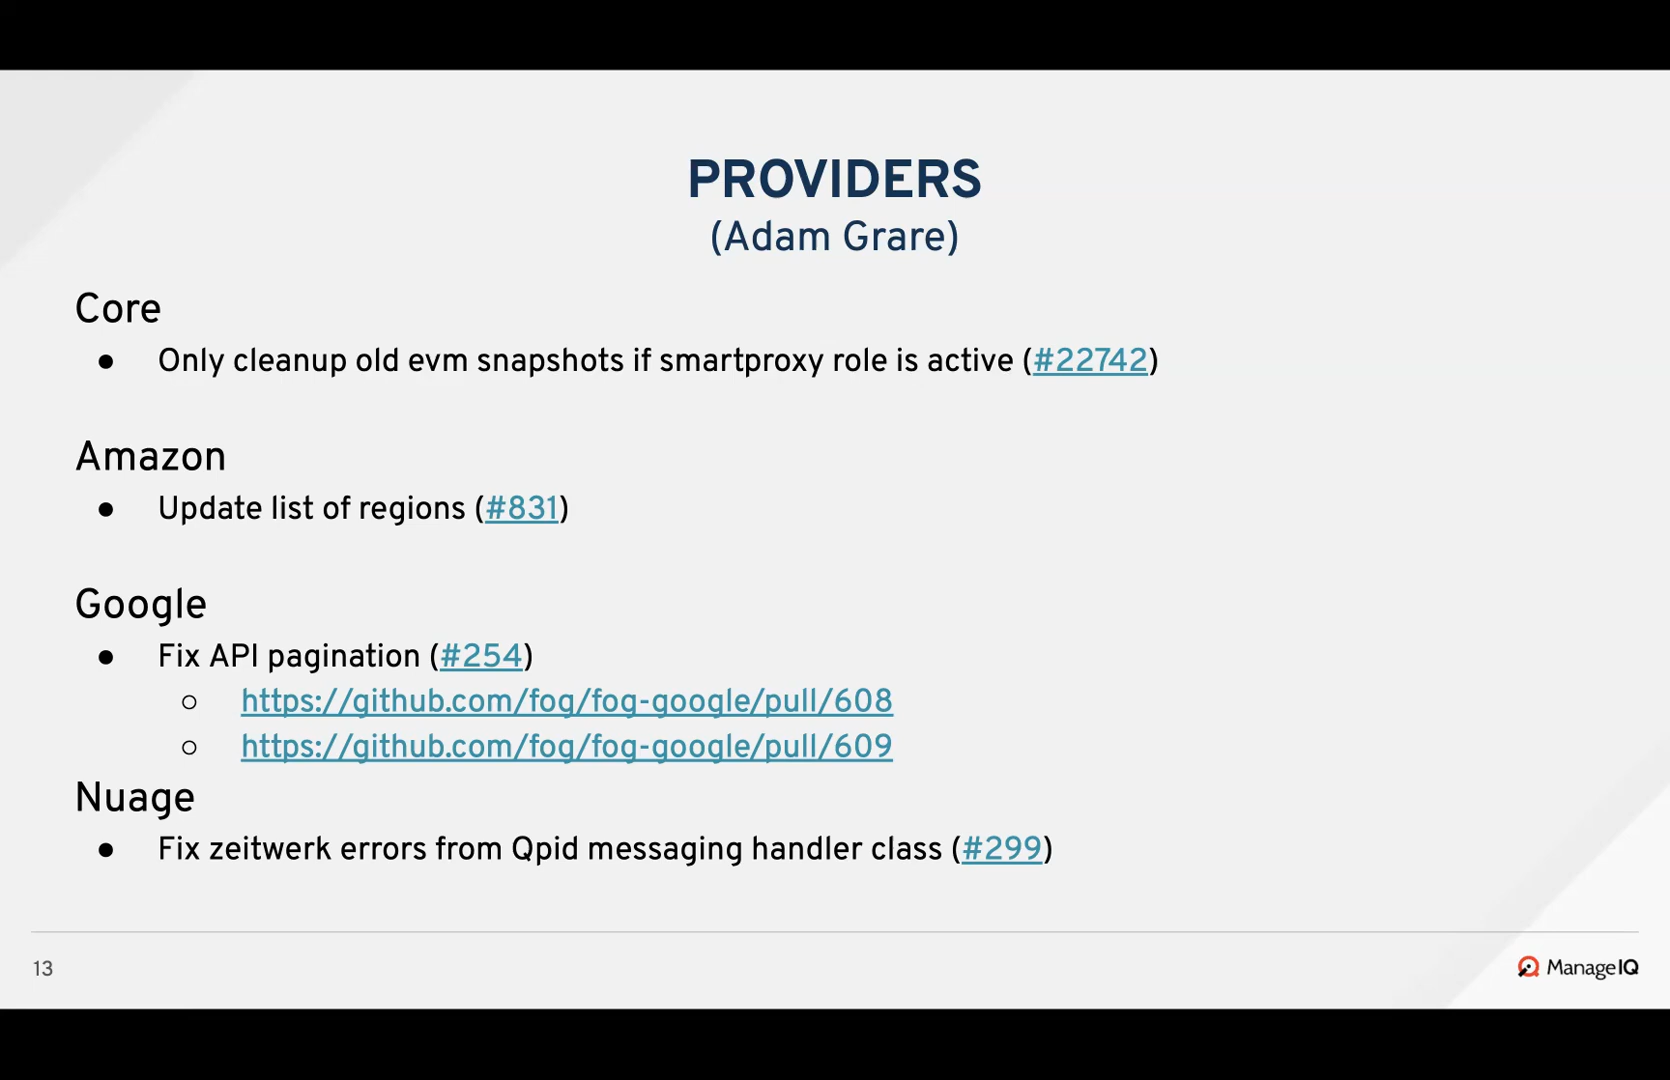 PROVIDERS
(Adam Grare)
Core
● Only cleanup old evm snapshots if smartproxy role is active (#22742)
Amazon
● Update list of regions (#831)
Google
● Fix API pagination (#254)
○ https://github.com/fog/fog-google/pull/608
○ https://github.com/fog/fog-google/pull/609
Nuage
● Fix zeitwerk errors from Qpid messaging handler class (#299)
13
ManageIQ